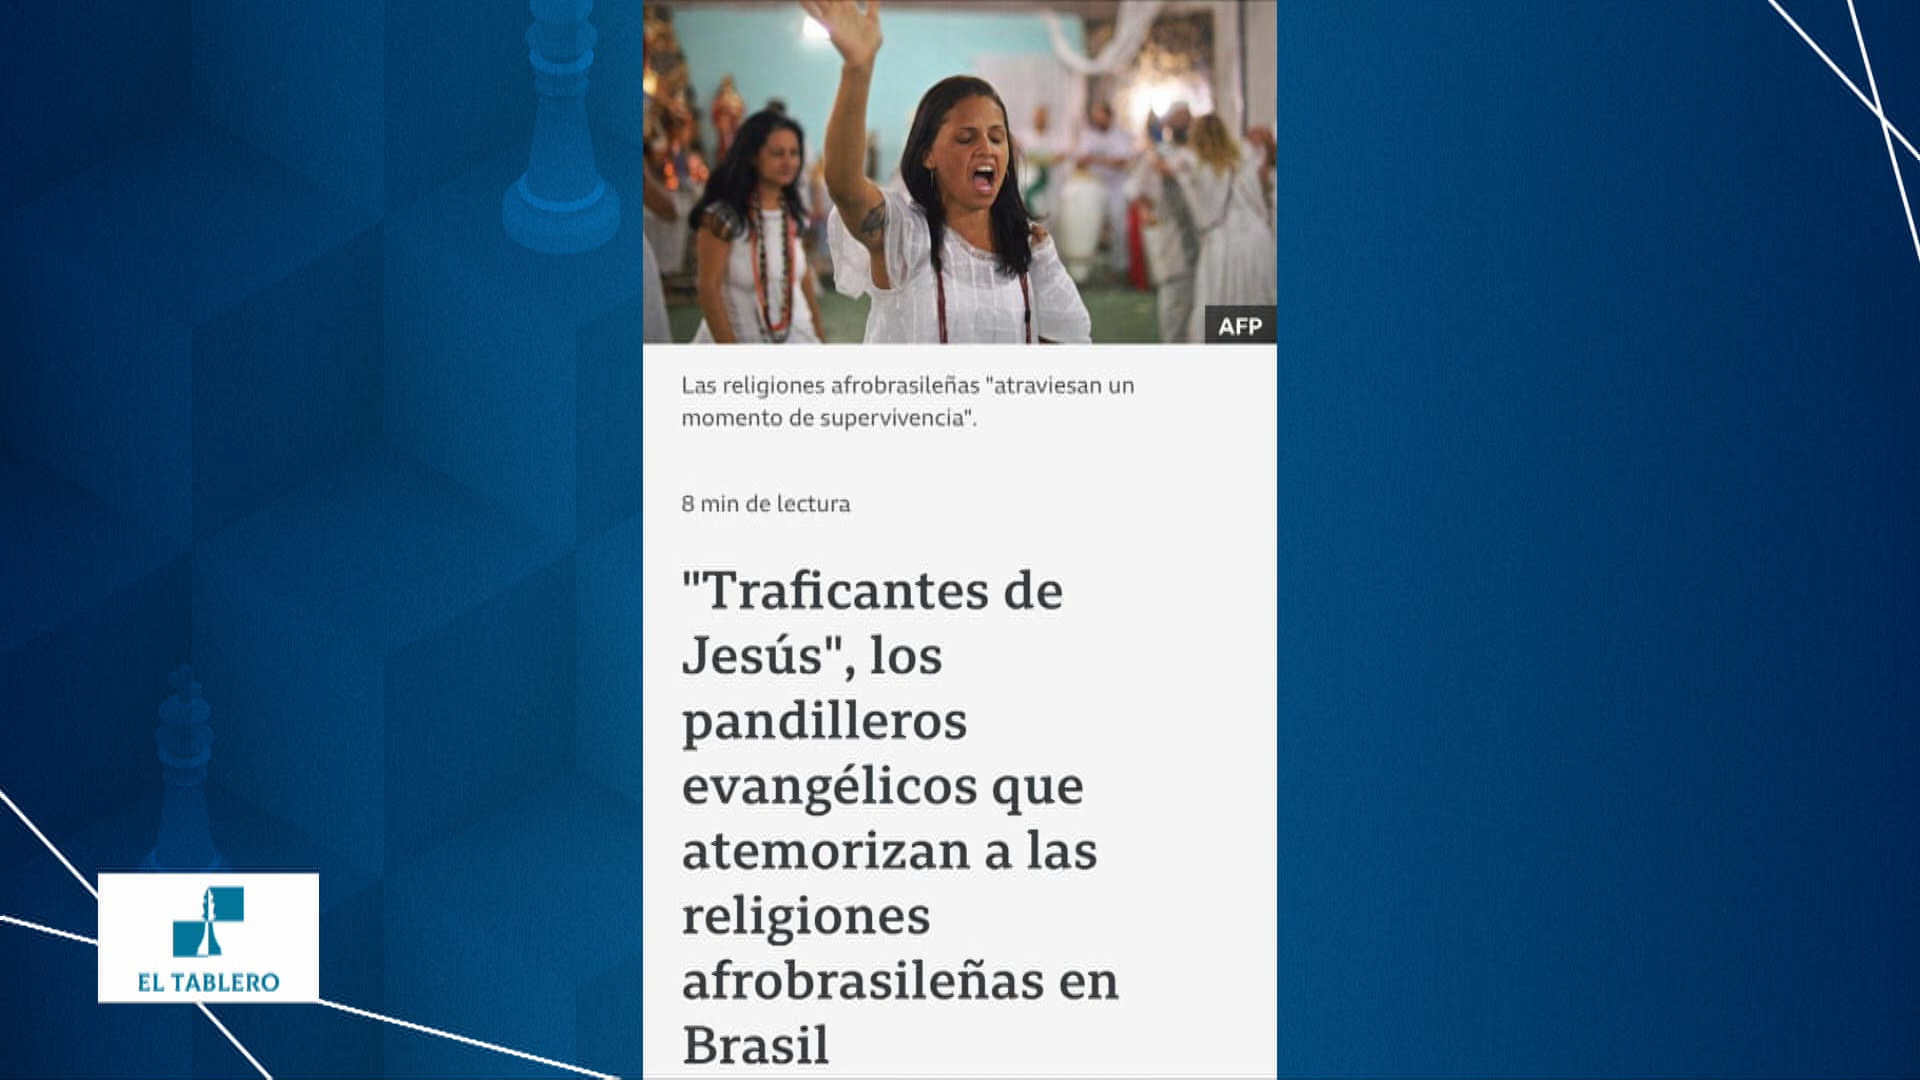 AFP
Las religiones afrobrasileñas "atraviesan un
momento de supervivencia".
8 min de lectura
"Traficantes de
Jesús", los
pandilleros
evangélicos que
atemorizan a las
religiones
afrobrasileñas en
Brasil
EL TABLERO